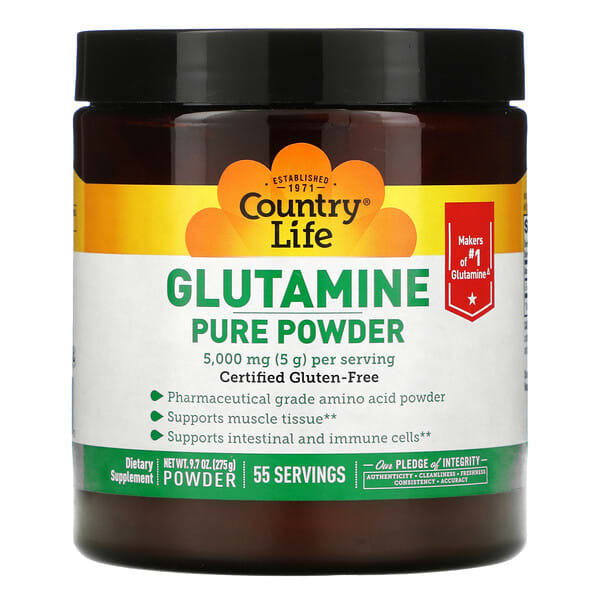 ESTABLISHED
1971
Country®
Life
Makers
of #1
Glutamine∆
GLUTAMINE
PURE POWDER
5,000 mg (5 g) per serving
Certified Gluten-Free
Pharmaceutical grade amino acid powder
Supports muscle tissue**
Supports intestinal and immune cells**
Dietary
Supplement
NET WT. 9.7 OZ. (275g)
POWDER
55 SERVINGS
Our PLEDGE of INTEGRITY
AUTHENTICITY • CLEANLINESS • FRESHNESS
CONSISTENCY • ACCURACY